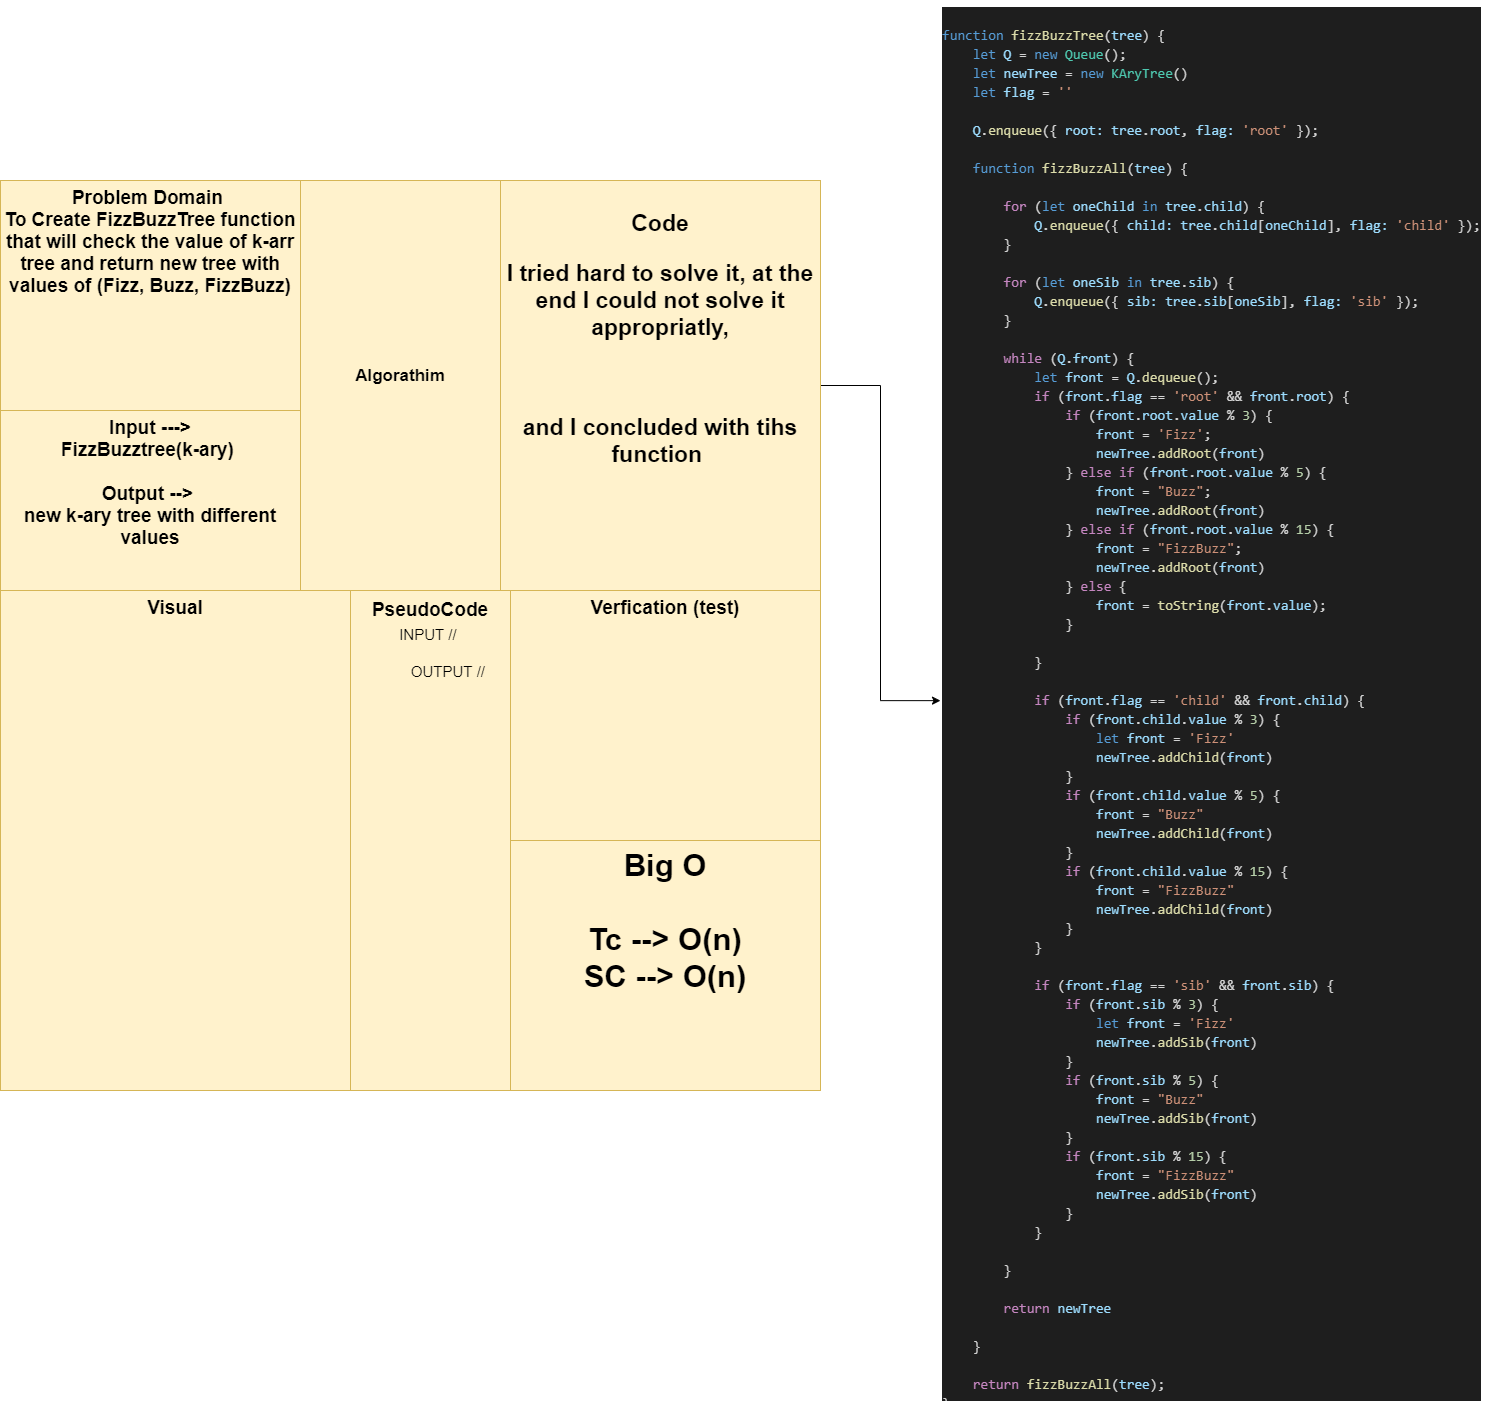 Problem Domain
To Create FizzBuzzTree function
that will check the value of k-arr
tree and return new tree with
values of (Fizz, Buzz, FizzBuzz)
Input --->
FizzBuzztree(k-ary)
Output -->
new k-ary tree with different
values
Algorathim
Code
I tried hard to solve it, at the
end I could not solve it
appropriatly,
and I concluded with tihs
function
Visual
PseudoCode
INPUT //
OUTPUT //
Verfication (test)
Big O
Tc --> O(n)
SC --> O(n)
function fizzBuzzTree(tree) {
let Q = new Queue();
let newTree = new KAryTree()
let flag = ''
Q.enqueue({ root: tree.root, flag: 'root' });
function fizzBuzzAll(tree) {
for (let oneChild in tree.child) {
Q.enqueue({ child: tree.child[oneChild], flag: 'child' });
}
for (let oneSib in tree.sib) {
Q.enqueue({ sib: tree.sib[oneSib], flag: 'sib' });
}
while (Q.front) {
let front = Q.dequeue();
if (front.flag == 'root' && front.root) {
if (front.root.value % 3) {
front = 'Fizz';
newTree.addRoot(front)
} else if (front.root.value % 5) {
front = "Buzz";
newTree.addRoot(front)
} else if (front.root.value % 15) {
front = "FizzBuzz";
newTree.addRoot(front)
} else {
front = toString(front.value);
}
}
if (front.flag == 'child' && front.child) {
if (front.child.value % 3) {
let front = 'Fizz'
newTree.addChild(front)
}
if (front.child.value % 5) {
front = "Buzz"
newTree.addChild(front)
}
if (front.child.value % 15) {
front = "FizzBuzz"
newTree.addChild(front)
}
}
if (front.flag == 'sib' && front.sib) {
if (front.sib % 3) {
let front = 'Fizz'
newTree.addSib(front)
}
if (front.sib % 5) {
front = "Buzz"
newTree.addSib(front)
}
if (front.sib % 15) {
front = "FizzBuzz"
newTree.addSib(front)
}
}
}
return newTree
}
return fizzBuzzAll(tree);